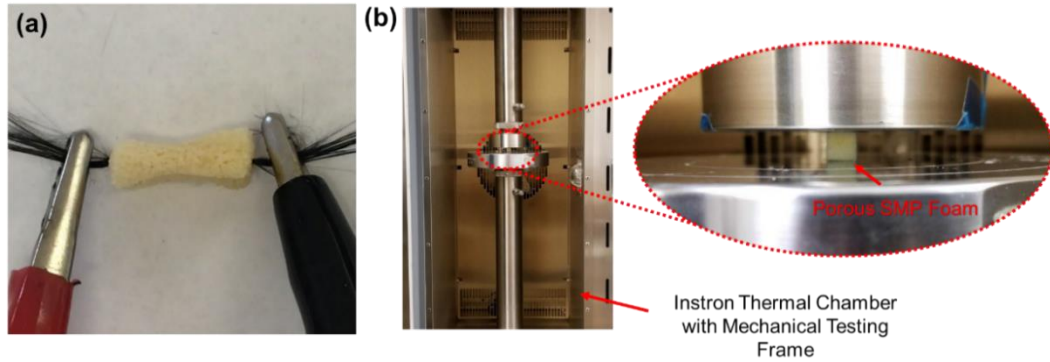 (a)
(b)
Porous SMP Foam
Instron Thermal Chamber
with Mechanical Testing
Frame